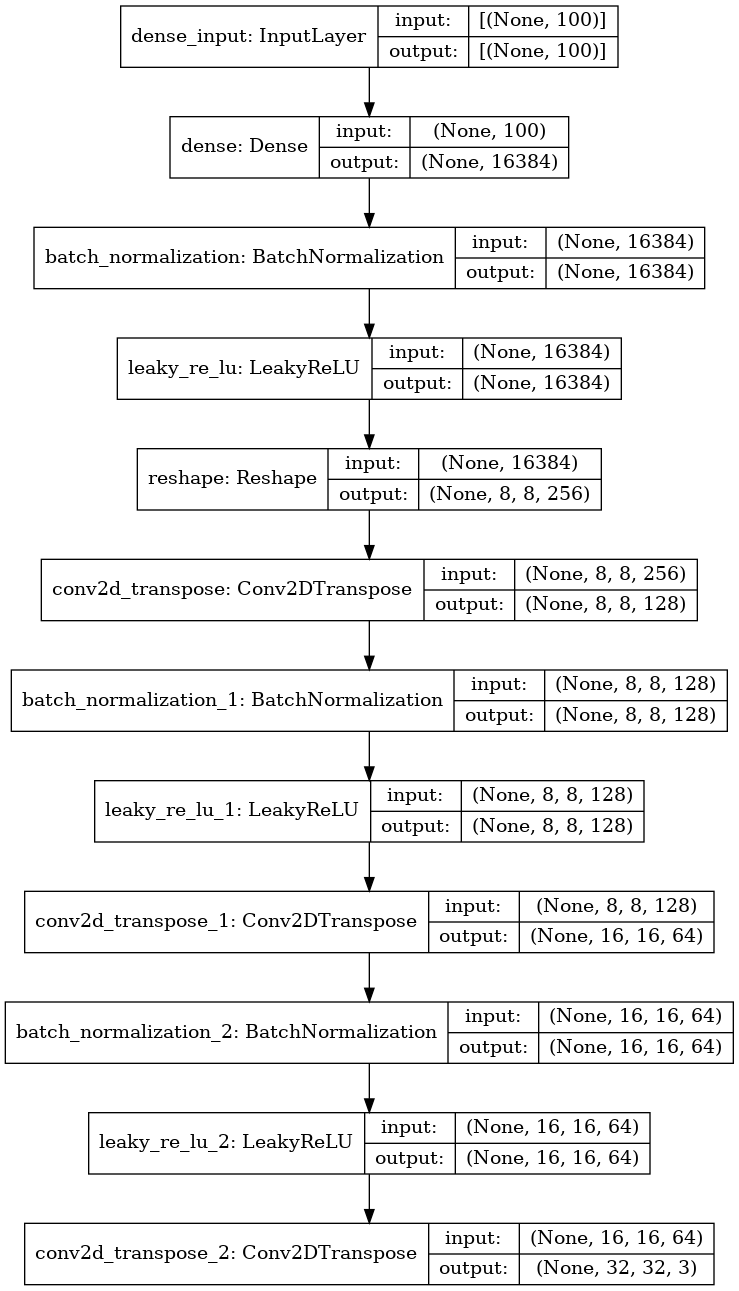 dense_input: InputLayer
input: [(None, 100)]
output: [(None, 100)]
dense: Dense
input: (None, 100)
output: (None, 16384)
batch_normalization: BatchNormalization
input: (None, 16384)
output: (None, 16384)
leaky_re_lu: LeakyReLU
input: (None, 16384)
output: (None, 16384)
reshape: Reshape
input: (None, 16384)
output: (None, 8, 8, 256)
conv2d_transpose: Conv2DTranspose
input: (None, 8, 8, 256)
output: (None, 8, 8, 128)
batch_normalization_1: BatchNormalization
input: (None, 8, 8, 128)
output: (None, 8, 8, 128)
leaky_re_lu_1: LeakyReLU
input: (None, 8, 8, 128)
output: (None, 8, 8, 128)
conv2d_transpose_1: Conv2DTranspose
input: (None, 8, 8, 128)
output: (None, 16, 16, 64)
batch_normalization_2: BatchNormalization
input: (None, 16, 16, 64)
output: (None, 16, 16, 64)
leaky_re_lu_2: LeakyReLU
input: (None, 16, 16, 64)
output: (None, 16, 16, 64)
conv2d_transpose_2: Conv2DTranspose
input: (None, 16, 16, 64)
output: (None, 32, 32, 3)